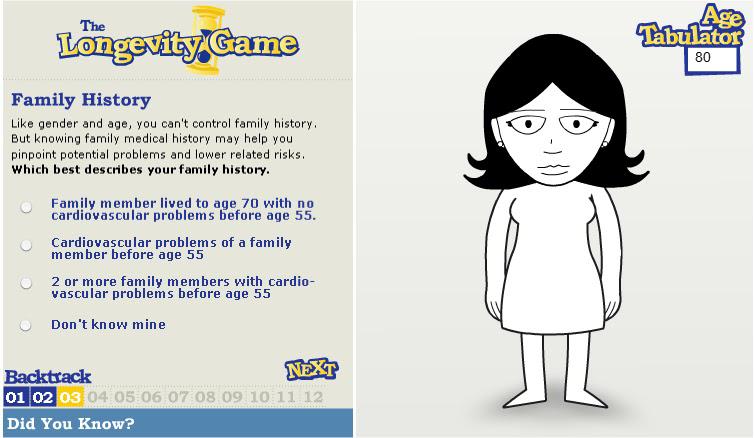 The
Longevity Game
Age
Tabulator
80
Family History
Like gender and age, you can't control family history.
But knowing family medical history may help you
pinpoint potential problems and lower related risks.
Which best describes your family history.
Family member lived to age 70 with no
cardiovascular problems before age 55.
Cardiovascular problems of a family
member before age 55
2 or more family members with cardio-
vascular problems before age 55
Don't know mine
Backtrack
NEXT
01 02 03 04 05 06 07 08 09 10 11 12
Did You Know?